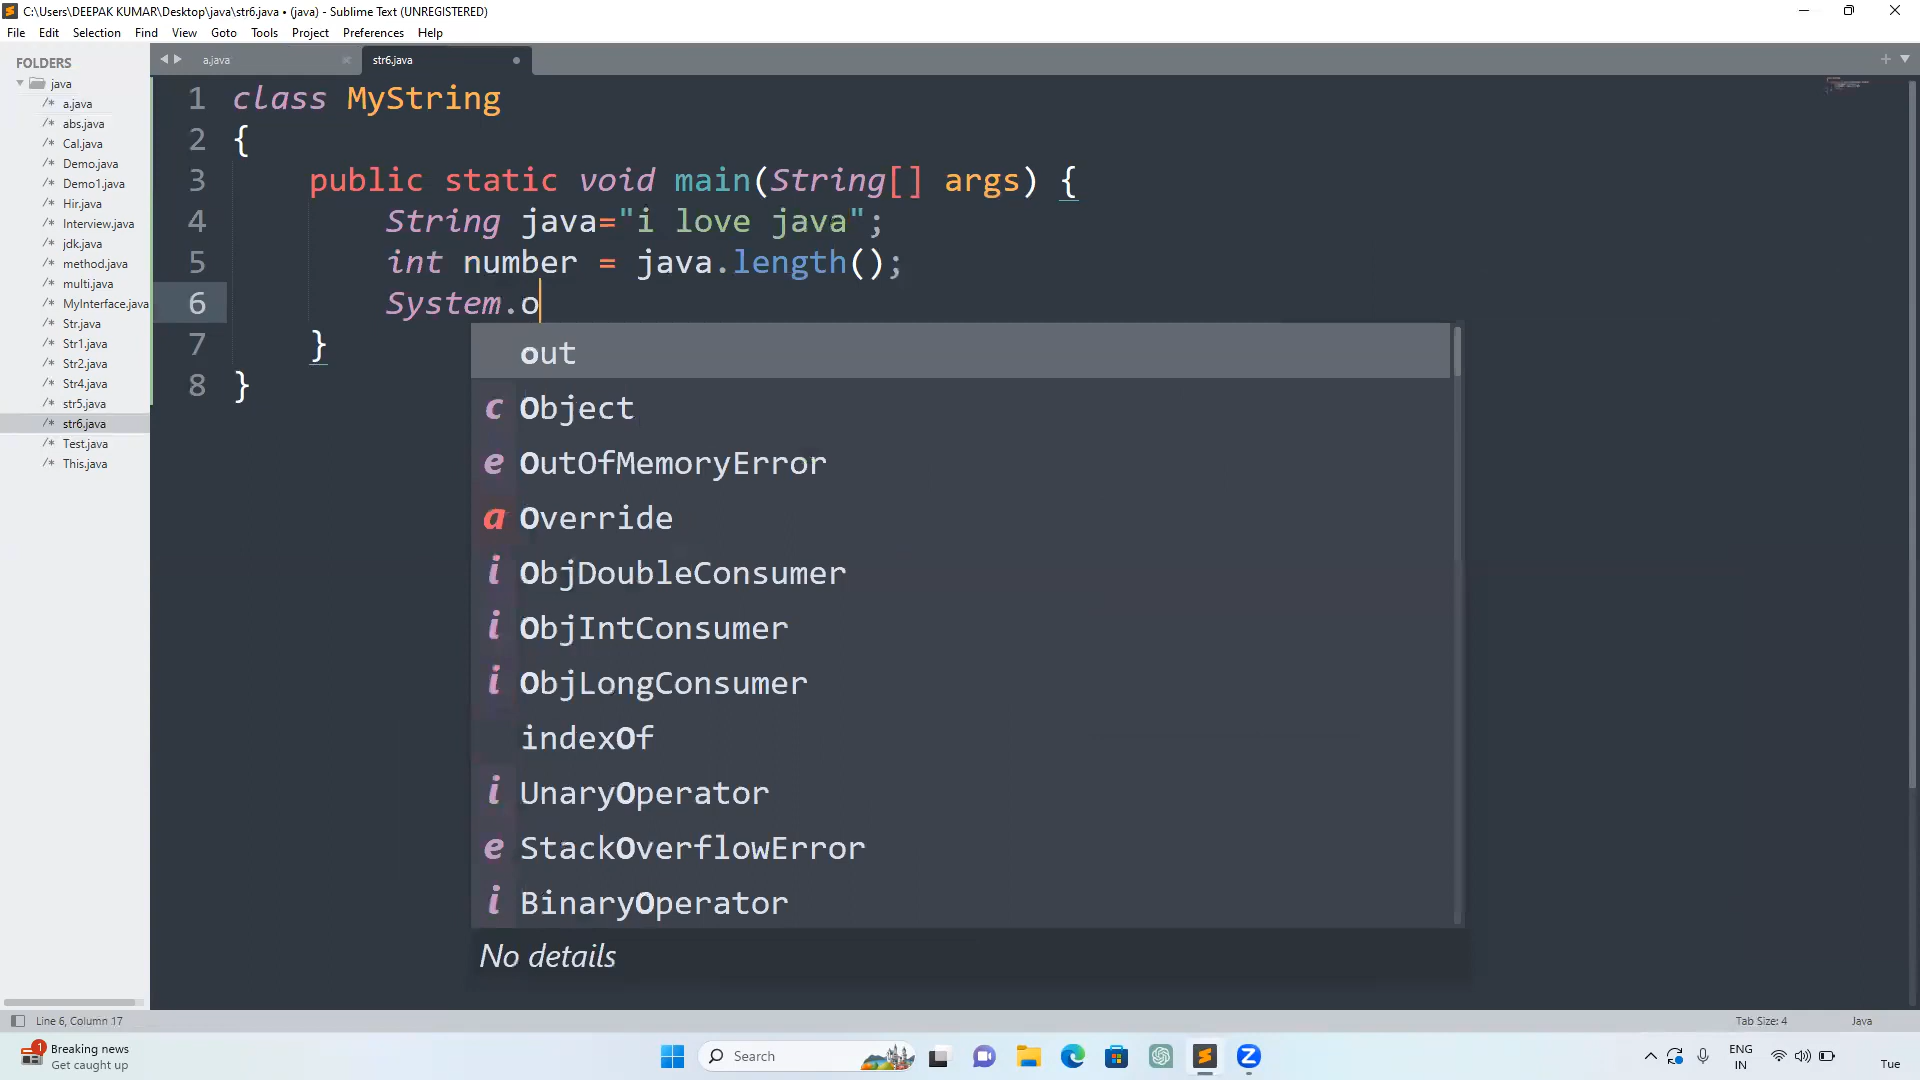 C:\Users\DEEPAK KUMAR\Desktop\java\str6.java • (java) - Sublime Text (UNREGISTERED)
File Edit Selection Find View Goto Tools Project Preferences Help
FOLDERS
java
/* a.java
/* abs.java
/* Cal.java
/* Demo.java
/* Demo1.java
/* Hir.java
/* Interview.java
/* jdk.java
/* method.java
/* multi.java
/* MyInterface.java
/* Str.java
/* Str1.java
/* Str2.java
/* Str4.java
/* str5.java
/* str6.java
/* Test.java
/* This.java
a.java str6.java
1 class MyString
2 {
3 public static void main(String[] args) {
4 String java="i love java";
5 int number = java.length();
6 System.o
7 }
8 }
out
c Object
e OutOfMemoryError
a Override
i ObjDoubleConsumer
i ObjIntConsumer
i ObjLongConsumer
indexOf
i UnaryOperator
e StackOverflowError
i BinaryOperator
No details
Line 6, Column 17 Tab Size: 4 Java
1 Breaking news
Get caught up
Search
ENG
IN
Tue